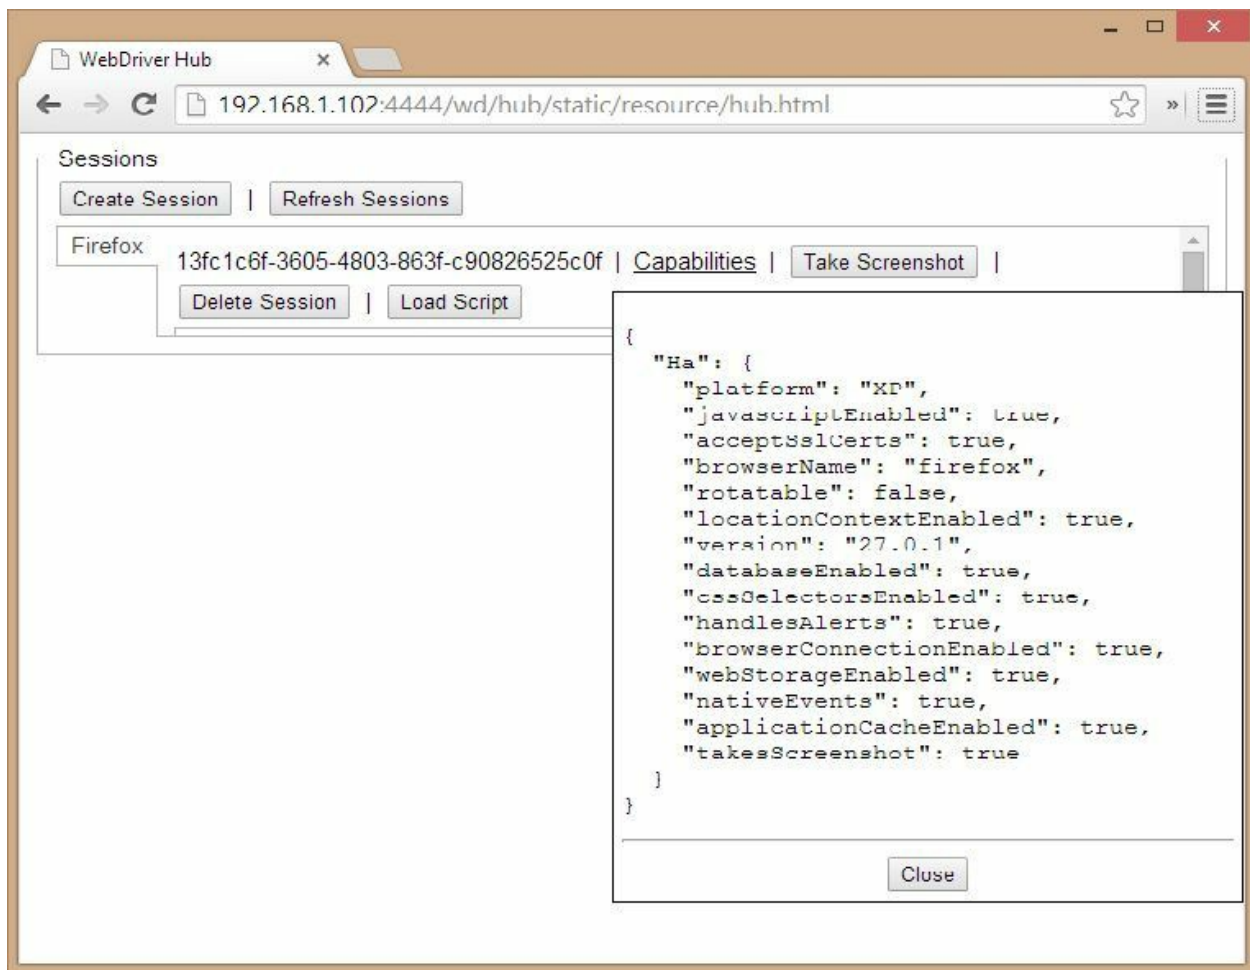 WebDriver Hub
192.168.1.102:4444/wd/hub/static/resource/hub.html
Sessions
Create Session | Refresh Sessions
Firefox
13fc1c6f-3605-4803-863f-c90826525c0f | Capabilities | Take Screenshot |
Delete Session | Load Script
{
"Ha": {
"platform": "XP",
"javascriptEnabled": true,
"acceptSslCerts": true,
"browserName": "firefox",
"rotatable": false,
"locationContextEnabled": true,
"version": "27.0.1",
"databaseEnabled": true,
"cssSelectorsEnabled": true,
"handlesAlerts": true,
"browserConnectionEnabled": true,
"webStorageEnabled": true,
"nativeEvents": true,
"applicationCacheEnabled": true,
"takesScreenshot": true
}
}
Close